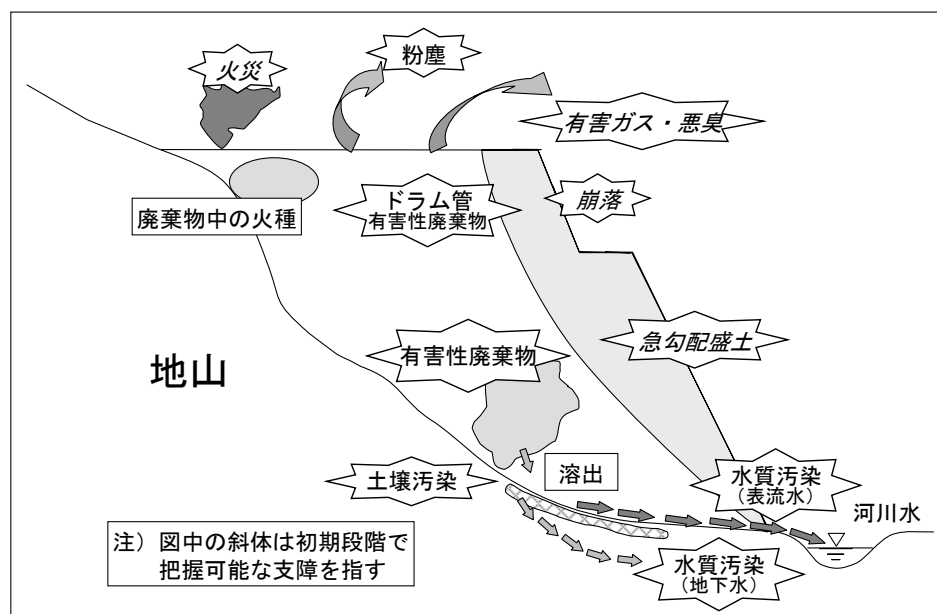 粉塵
火災
有害ガス・悪臭
ドラム管
有害性廃棄物
崩落
廃棄物中の火種
急勾配盛土
有害性廃棄物
地山
溶出
土壌汚染
水質汚染
（表流水）
河川水
注）図中の斜体は初期段階で
把握可能な支障を指す
水質汚染
（地下水）